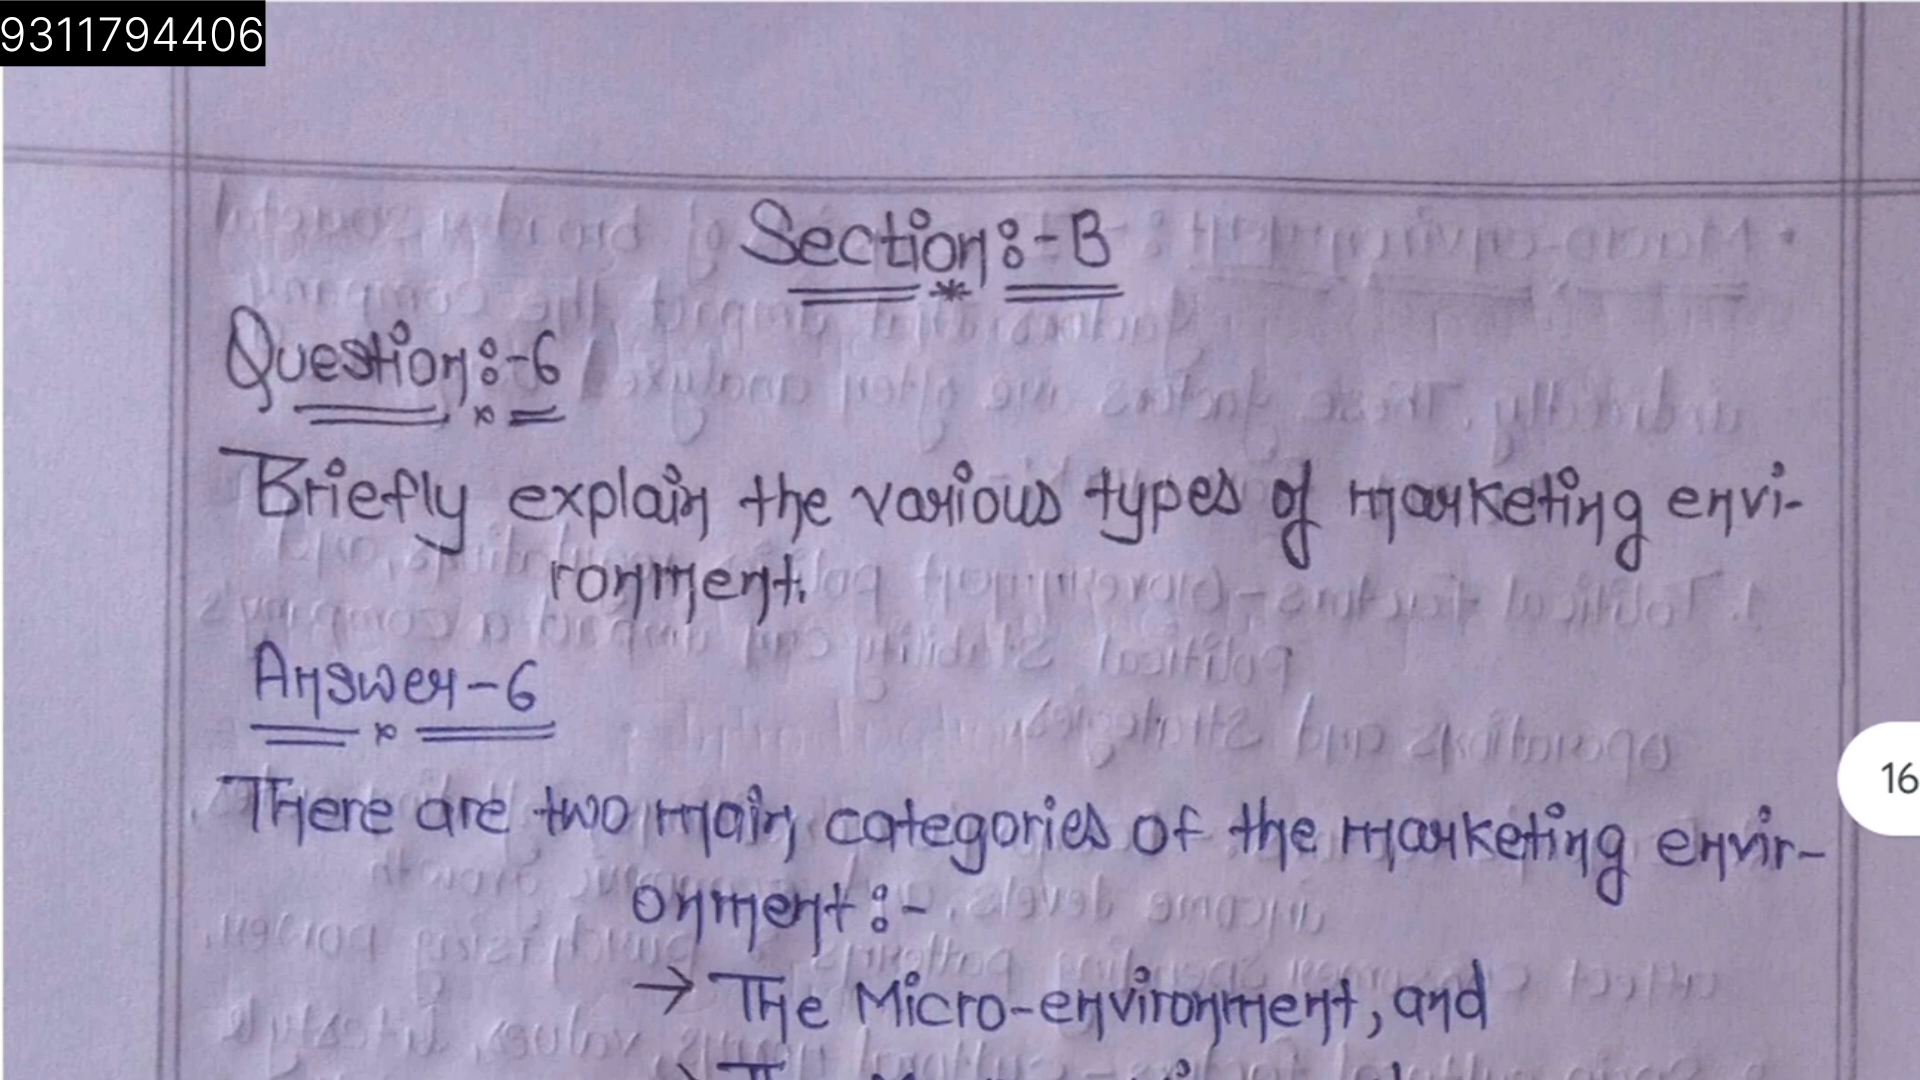 9311794406
Section:-B
Question:-6
Briefly explain the various types of marketing envi-
ronment.
Answer-6
There are two main categories of the marketing envir-
onment:-
→ The Micro-environment, and
16